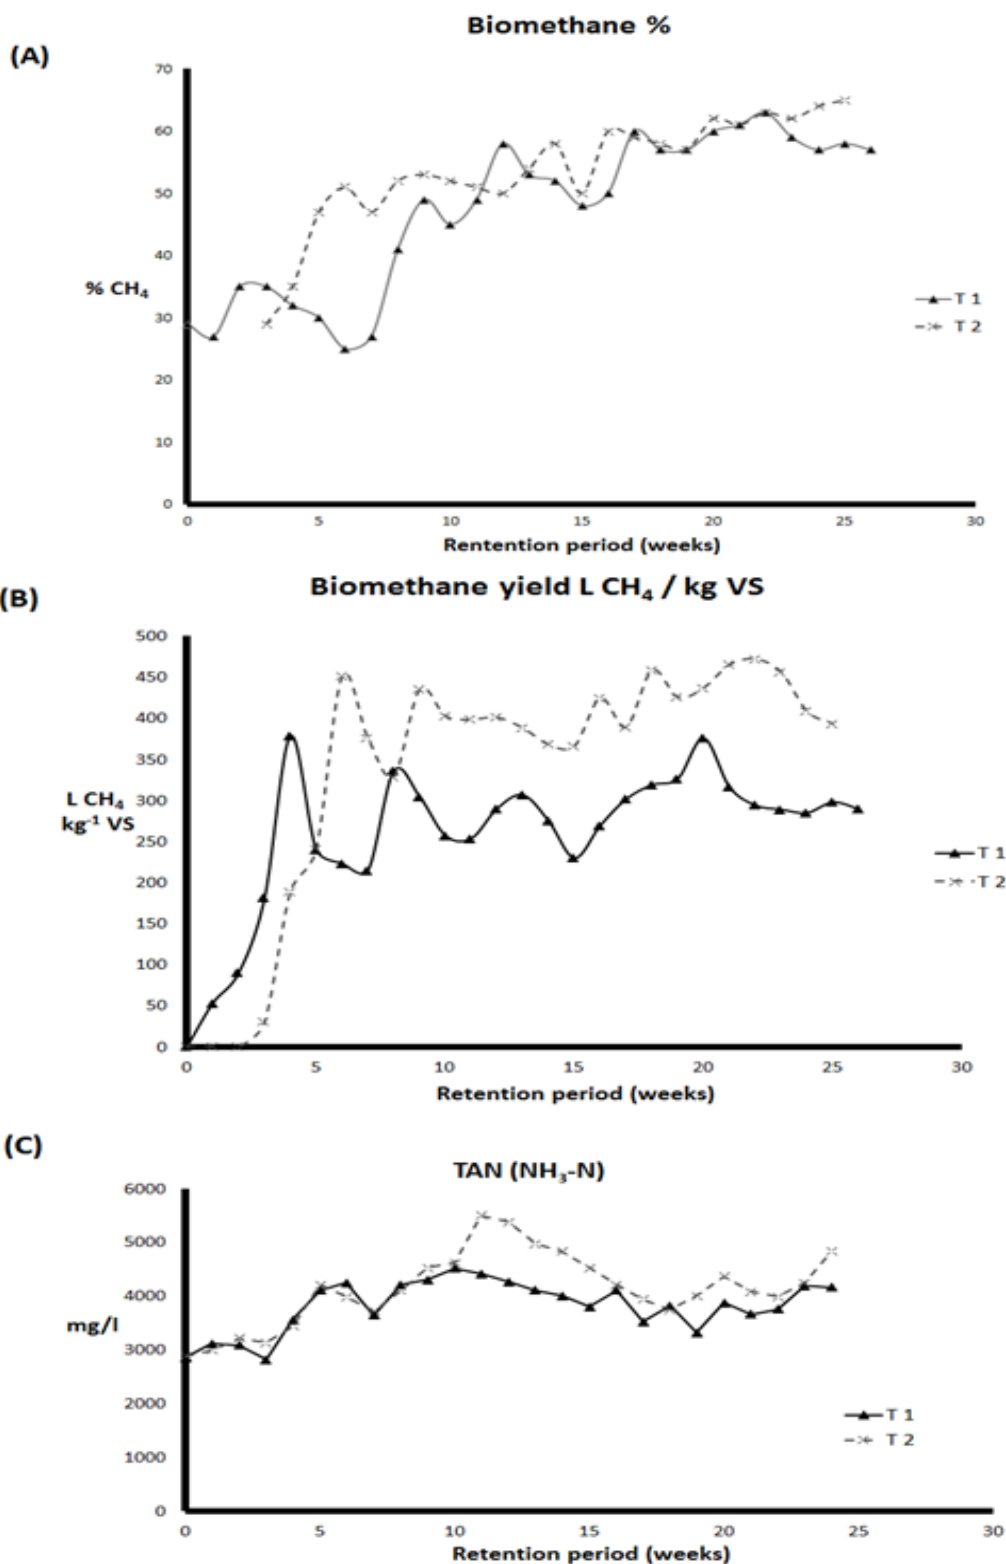 Biomethane %
(A)
70
60
50
40
% CH₄
30
20
10
0
T 1
T 2
0 5 10 15 20 25 30
Rentention period (weeks)
(B)
Biomethane yield L CH₄ / kg VS
500
450
400
350
L CH₄
300
kg⁻¹ VS
250
200
150
100
50
0
T 1
T 2
0 5 10 15 20 25 30
Retention period (weeks)
(C)
TAN (NH₃-N)
6000
5000
4000
mg/l
3000
2000
1000
0
T 1
T 2
0 5 10 15 20 25 30
Retention period (weeks)